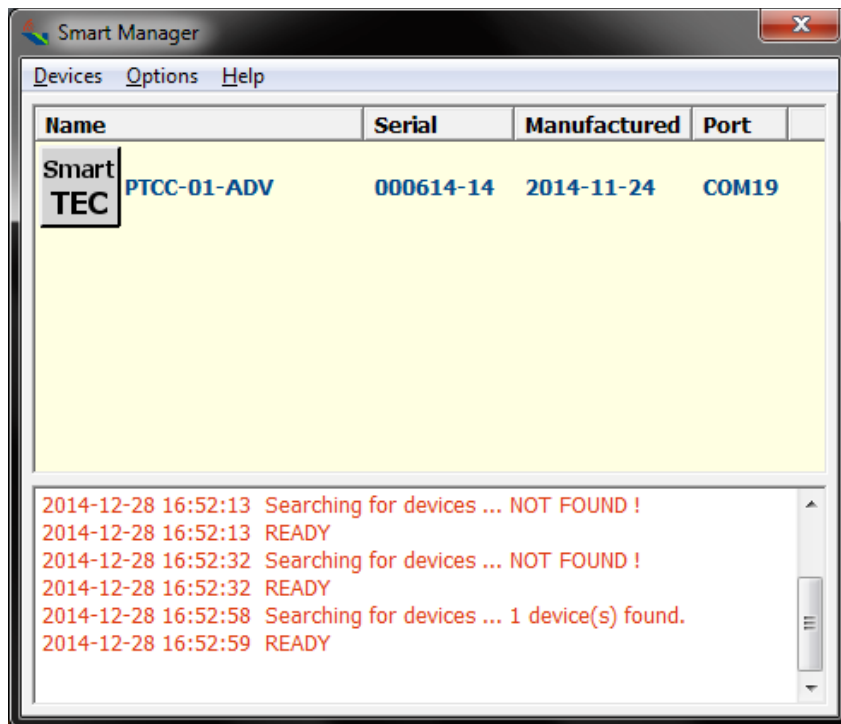 Smart Manager
Devices Options Help
Name Serial Manufactured Port
Smart
TEC
PTCC-01-ADV 000614-14 2014-11-24 COM19
2014-12-28 16:52:13 Searching for devices ... NOT FOUND !
2014-12-28 16:52:13 READY
2014-12-28 16:52:32 Searching for devices ... NOT FOUND !
2014-12-28 16:52:32 READY
2014-12-28 16:52:58 Searching for devices ... 1 device(s) found.
2014-12-28 16:52:59 READY